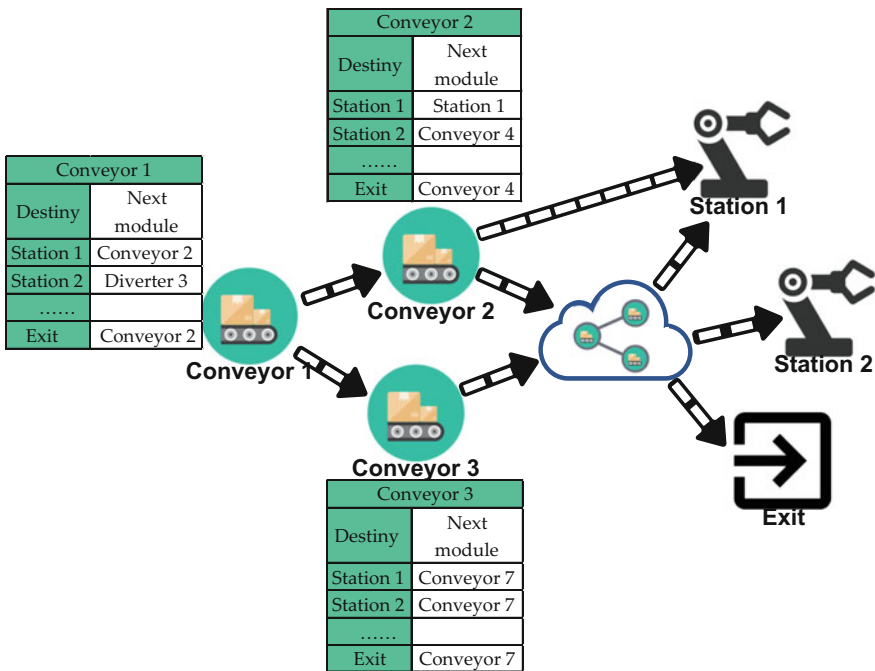 Conveyor 2
Destiny Next
module
Station 1 Station 1
Station 2 Conveyor 4
……
Exit Conveyor 4
Conveyor 1
Destiny Next
module
Station 1 Conveyor 2
Station 2 Diverter 3
……
Exit Conveyor 2
Station 1
Conveyor 2
Conveyor 1
Station 2
Conveyor 3
Exit
Conveyor 3
Destiny Next
module
Station 1 Conveyor 7
Station 2 Conveyor 7
……
Exit Conveyor 7